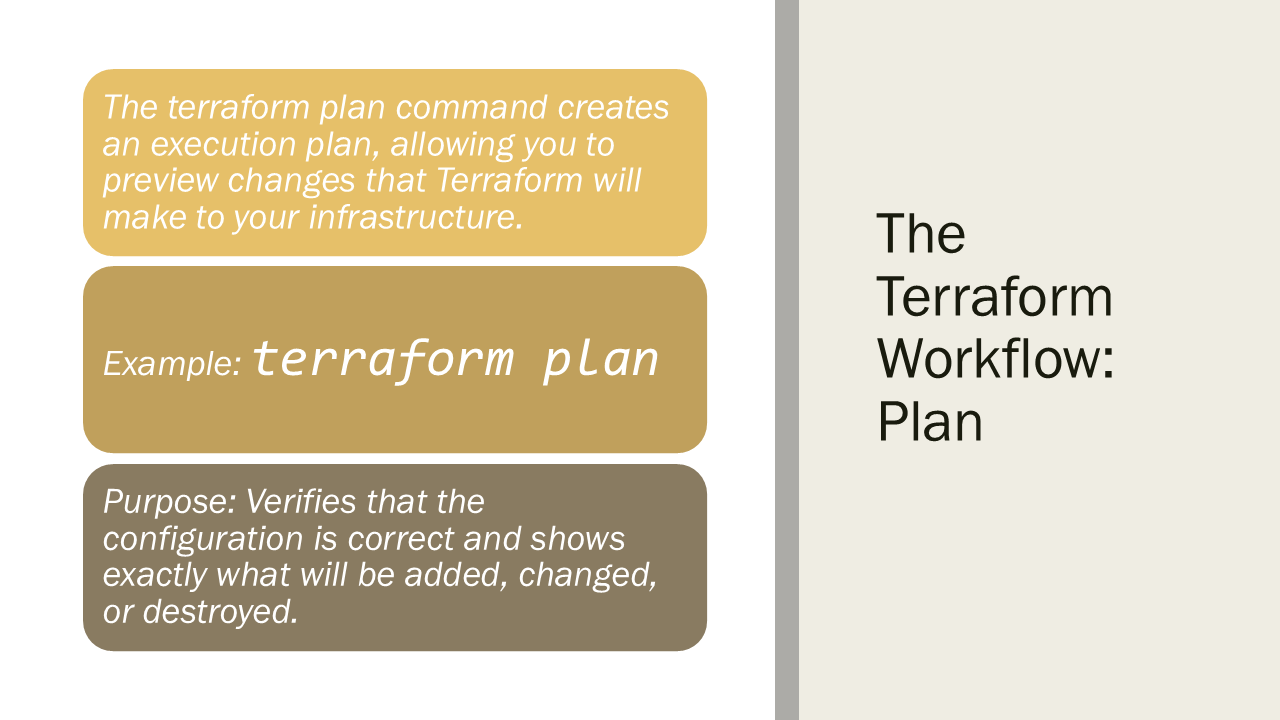 The terraform plan command creates
an execution plan, allowing you to
preview changes that Terraform will
make to your infrastructure.
Example: terraform plan
Purpose: Verifies that the
configuration is correct and shows
exactly what will be added, changed,
or destroyed.
The
Terraform
Workflow:
Plan